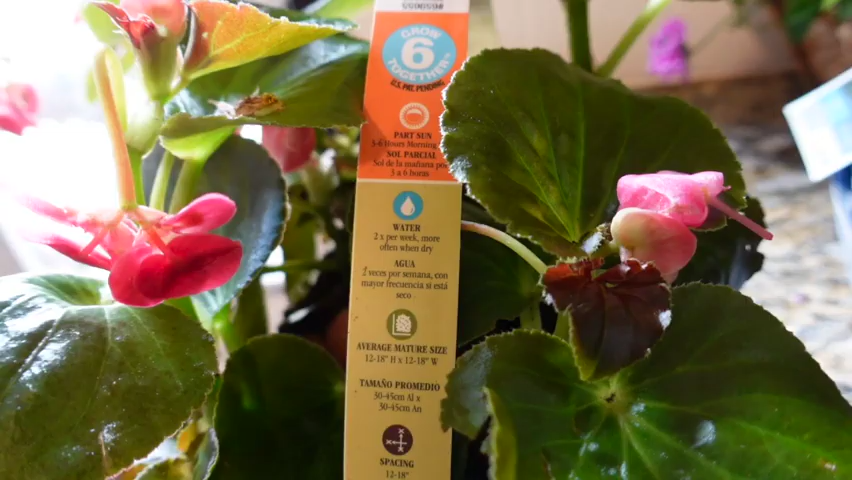 GROW
6
TOGETHER
U.S. PAT. PENDING
PART SUN
3-6 Hours Morning
SOL PARCIAL
Sol de la mañana por
3 a 6 horas
WATER
2 x per week, more
often when dry
AGUA
2 veces por semana, con
mayor frecuencia si está
seco
AVERAGE MATURE SIZE
12-18" H x 12-18" W
TAMAÑO PROMEDIO
30-45cm Al x
30-45cm An
SPACING
12-18"